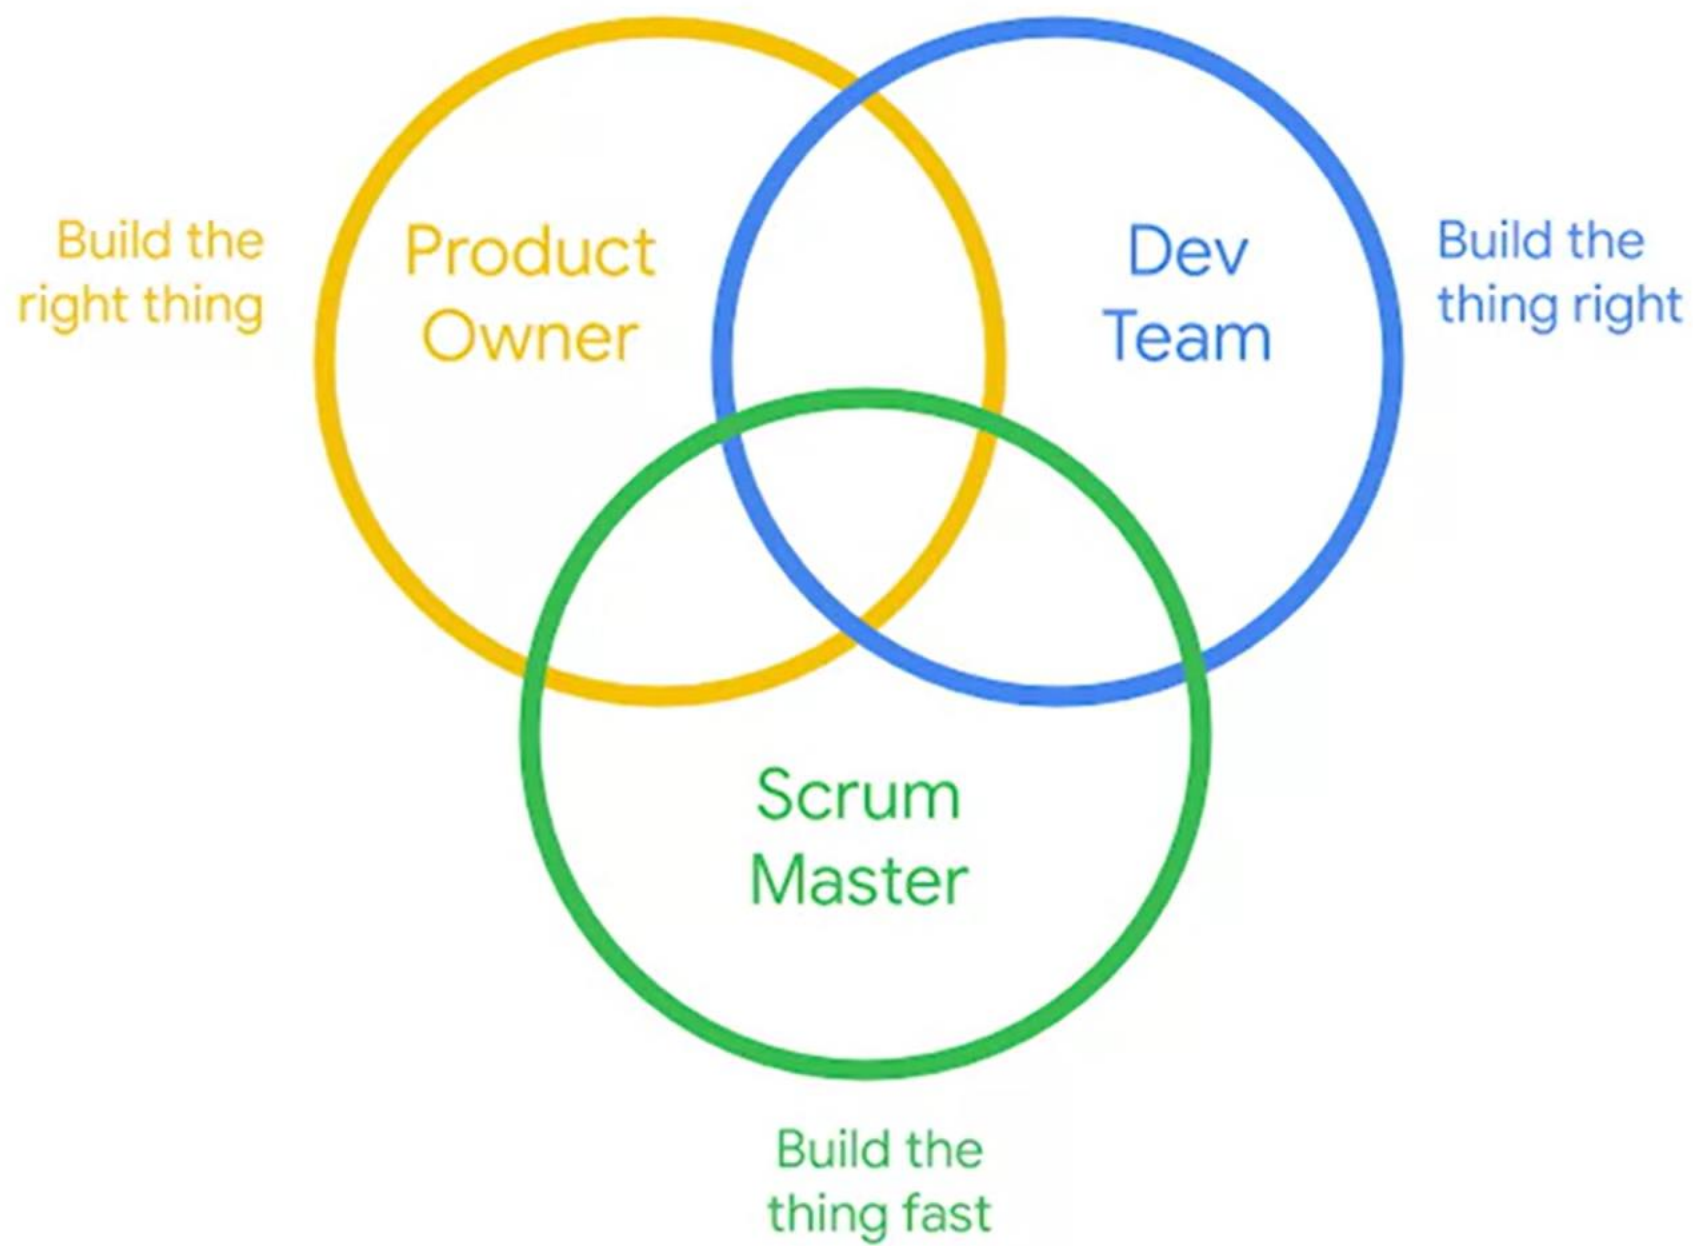 Build the
right thing
Product
Owner
Dev
Team
Build the
thing right
Scrum
Master
Build the
thing fast